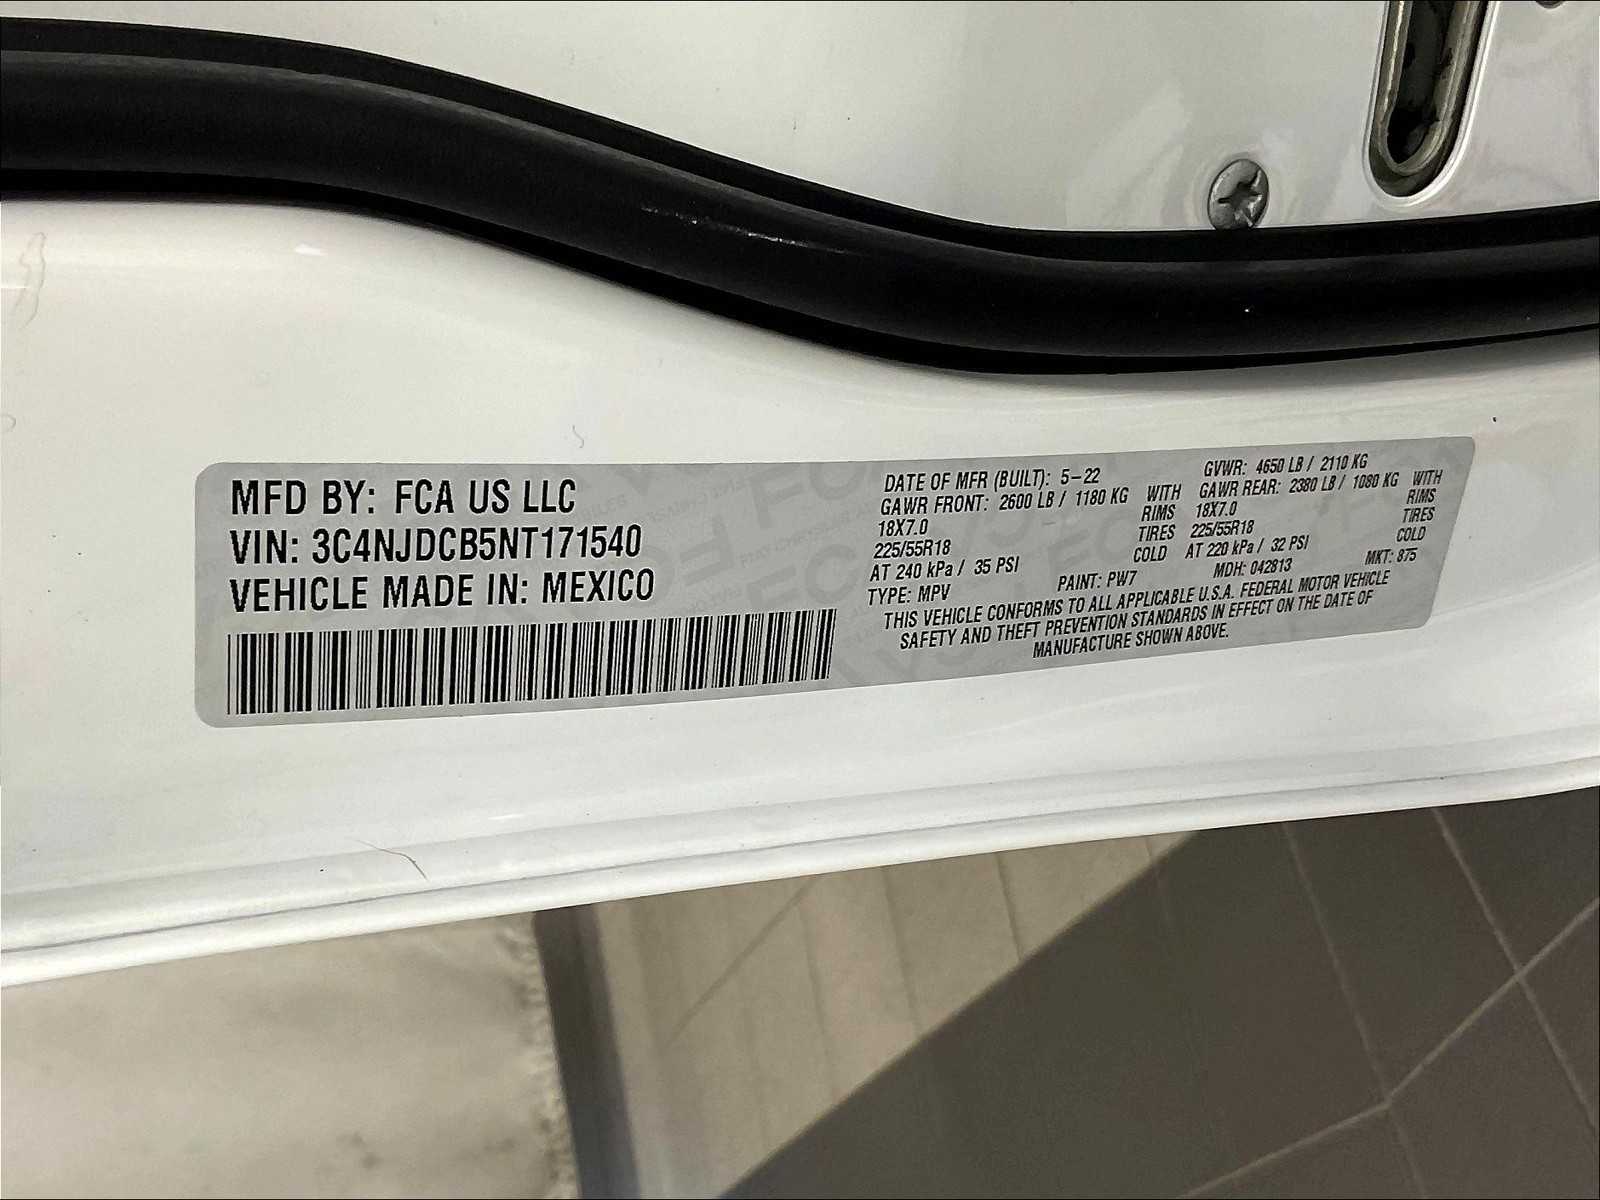 MFD BY: FCA US LLC
VIN: 3C4NJDCB5NT171540
VEHICLE MADE IN: MEXICO
DATE OF MFR (BUILT): 5-22 GVWR: 4650 LB / 2110 KG
GAWR FRONT: 2600 LB / 1180 KG WITH GAWR REAR: 2380 LB / 1080 KG WITH
18X7.0 RIMS 18X7.0 RIMS
225/55R18 TIRES 225/55R18 TIRES
AT 240 kPa / 35 PSI COLD AT 220 kPa / 32 PSI COLD
TYPE: MPV PAINT: PW7 MDH: 042813 MKT: 875
THIS VEHICLE CONFORMS TO ALL APPLICABLE U.S.A. FEDERAL MOTOR VEHICLE
SAFETY AND THEFT PREVENTION STANDARDS IN EFFECT ON THE DATE OF
MANUFACTURE SHOWN ABOVE.